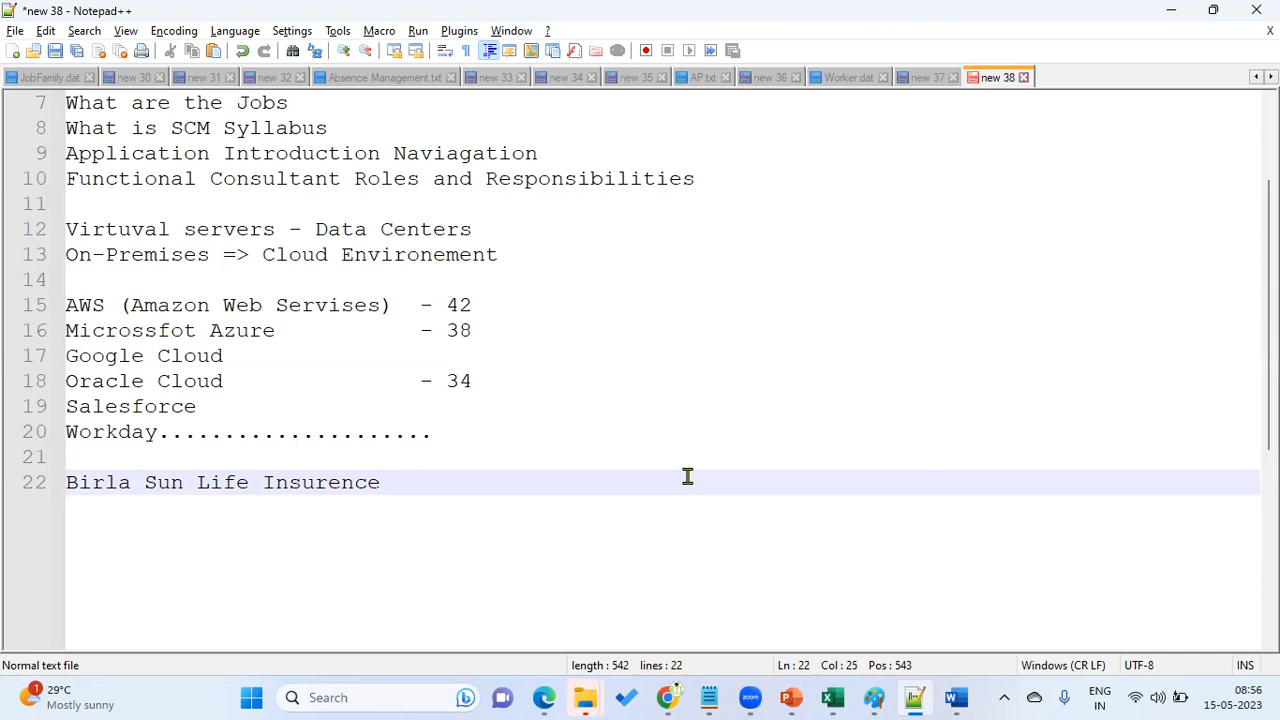 *new 38 - Notepad++
File Edit Search View Encoding Language Settings Tools Macro Run Plugins Window ? X
JobFamily.dat new 30 new 31 new 32 Absence Management.txt new 33 new 34 new 35 AP.txt new 36 Worker.dat new 37 new 38
7 What are the Jobs
8 What is SCM Syllabus
9 Application Introduction Naviagation
10 Functional Consultant Roles and Responsibilities
11
12 Virtuval servers - Data Centers
13 On-Premises => Cloud Environement
14
15 AWS (Amazon Web Servises) - 42
16 Microssfot Azure - 38
17 Google Cloud
18 Oracle Cloud - 34
19 Salesforce
20 Workday.....................
21
22 Birla Sun Life Insurence
Normal text file length : 542 lines : 22 Ln : 22 Col : 25 Pos : 543 Windows (CR LF) UTF-8 INS
1 29°C Search zoom ENG 08:56
Mostly sunny IN 15-05-2023